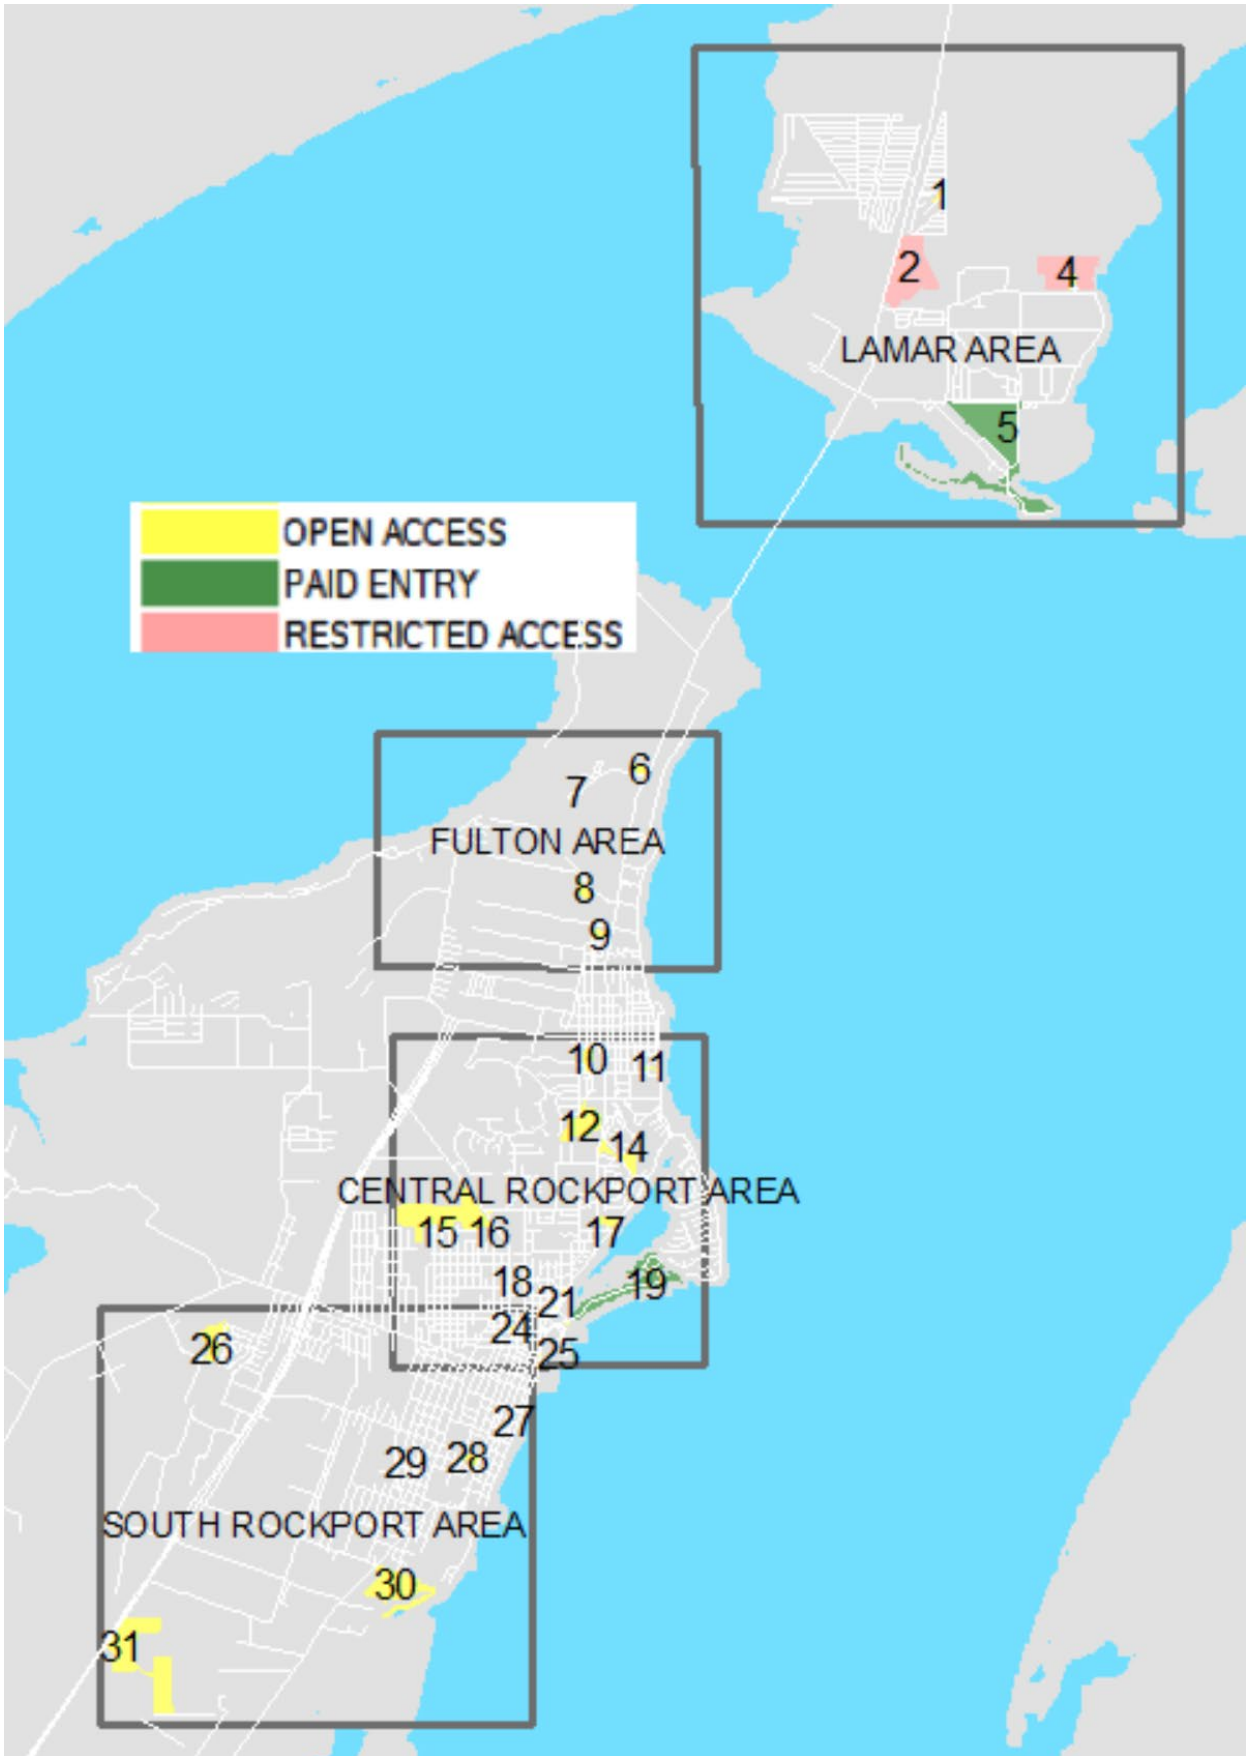 1
2
4
LAMAR AREA
5
OPEN ACCESS
PAID ENTRY
RESTRICTED ACCESS
6
7
FULTON AREA
8
9
10 11
12
14
CENTRAL ROCKPORT AREA
15 16 17
18 19
21
24
25
26
27
28
29
SOUTH ROCKPORT AREA
30
31